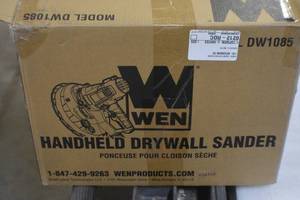 MODEL DW1085
L DW1085
WEN
HANDHELD DRYWALL SANDER
PONCEUSE POUR CLOISON SÈCHE
1-847-429-9263 WENPRODUCTS.COM